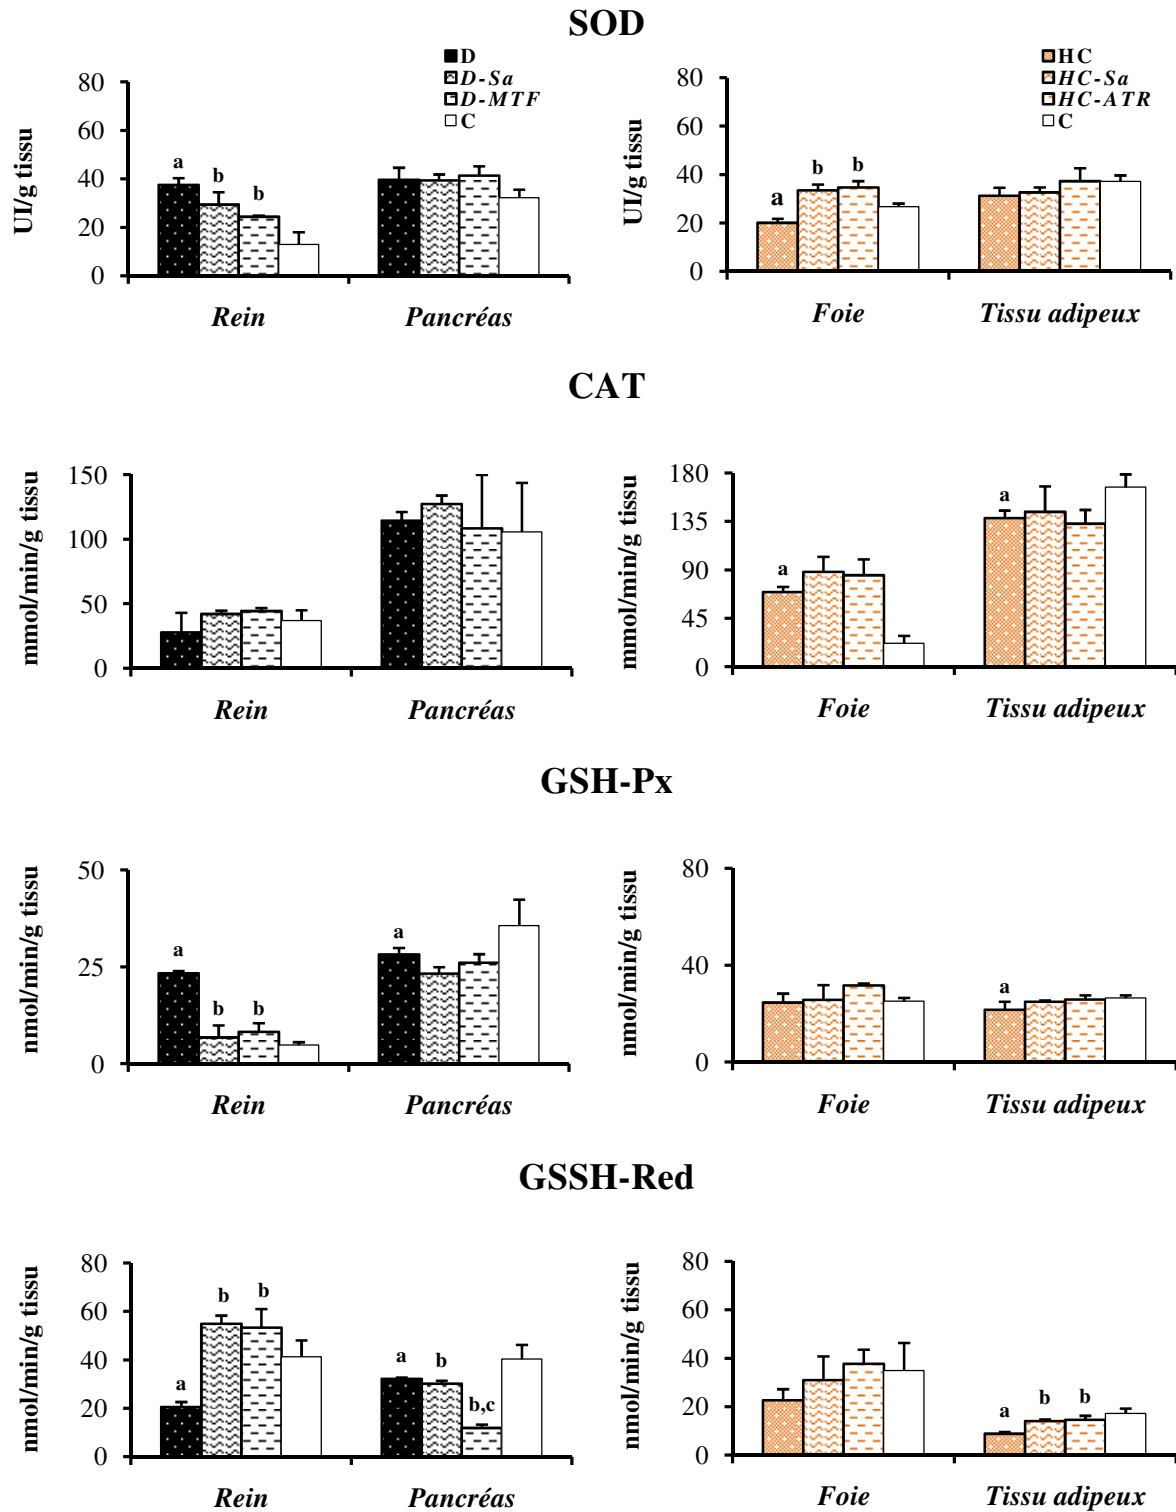 SOD
D
D-Sa
D-MTF
C
80
60
40
20
0
UI/g tissu
a
b
b
Rein
Pancréas
HC
HC-Sa
HC-ATR
C
80
60
40
20
0
UI/g tissu
a
b
b
Foie
Tissu adipeux
CAT
150
100
50
0
mmol/min/g tissu
Rein
Pancréas
180
135
90
45
0
mmol/min/g tissu
a
a
Foie
Tissu adipeux
GSH-Px
50
25
0
nmol/min/g tissu
a
b
b
a
Rein
Pancréas
80
40
0
nmol/min/g tissu
a
Foie
Tissu adipeux
GSSH-Red
80
60
40
20
0
nmol/min/g tissu
a
b
b
a
b
b,c
Rein
Pancréas
80
60
40
20
0
nmol/min/g tissu
a
b
b
Foie
Tissu adipeux